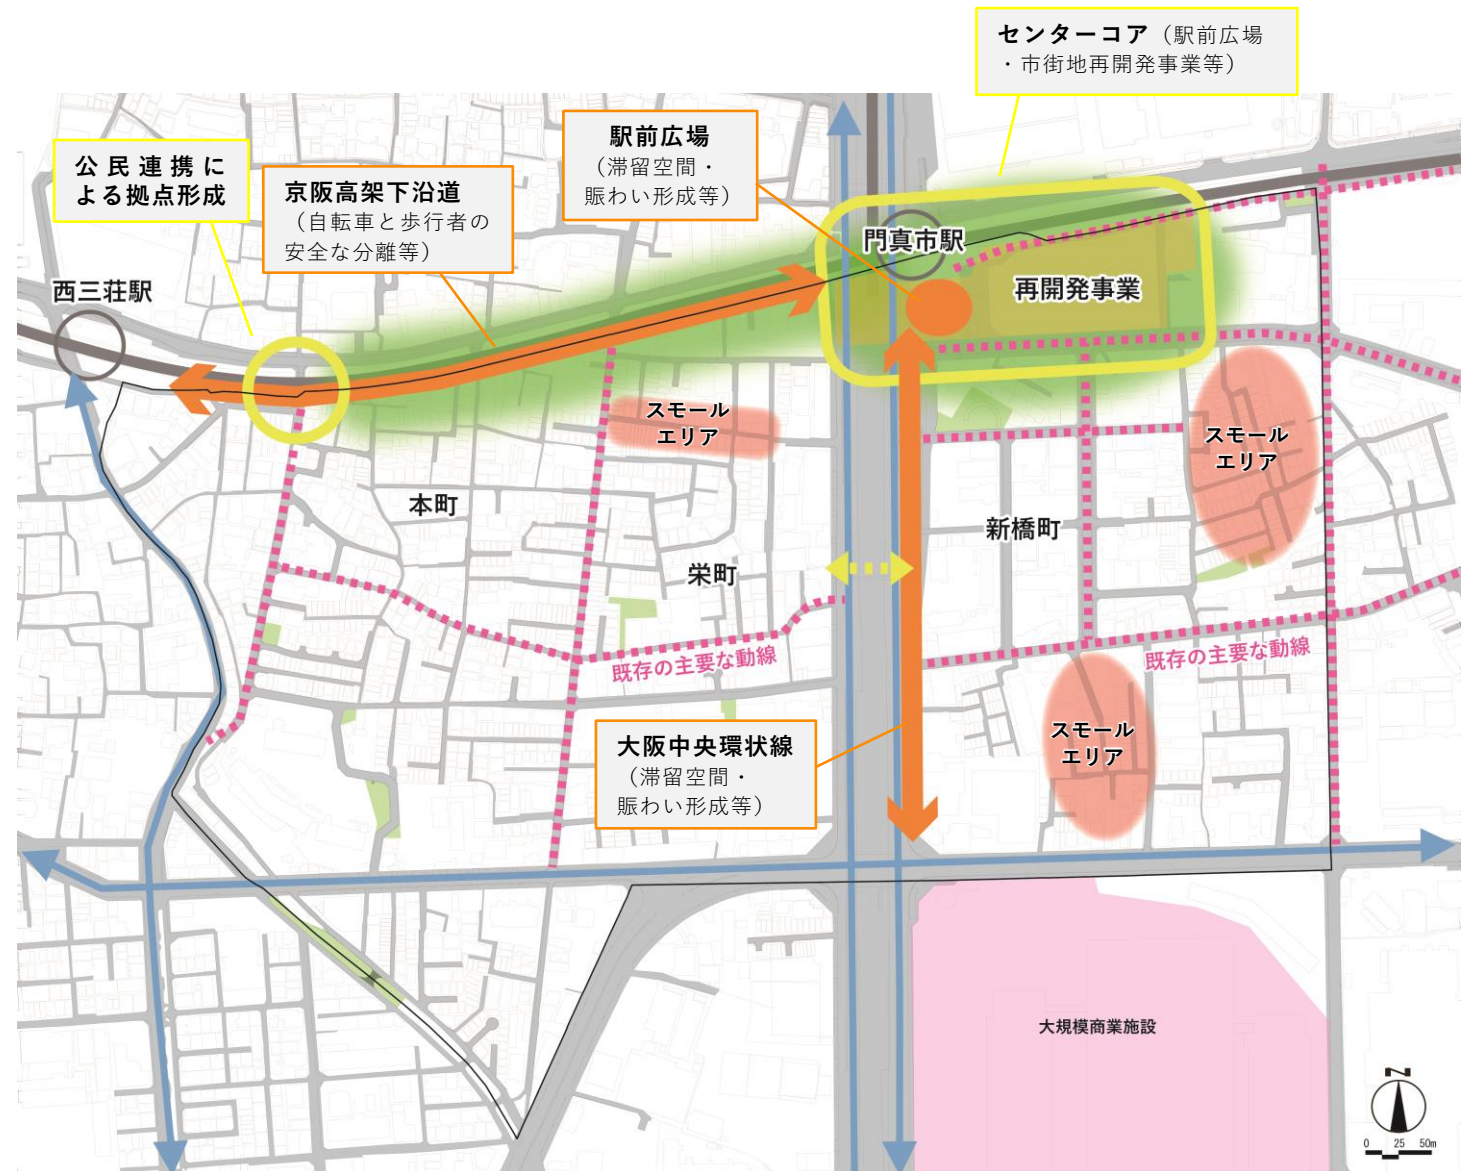 センターコア（駅前広場
・市街地再開発事業等）
駅前広場
（滞留空間・
賑わい形成等）
公民連携に
よる拠点形成
京阪高架下沿道
（自転車と歩行者の
安全な分離等）
門真市駅
西三荘駅
再開発事業
スモール
エリア
スモール
エリア
本町
新橋町
栄町
既存の主要な動線
既存の主要な動線
大阪中央環状線
（滞留空間・
賑わい形成等）
スモール
エリア
大規模商業施設
N
0 25 50m